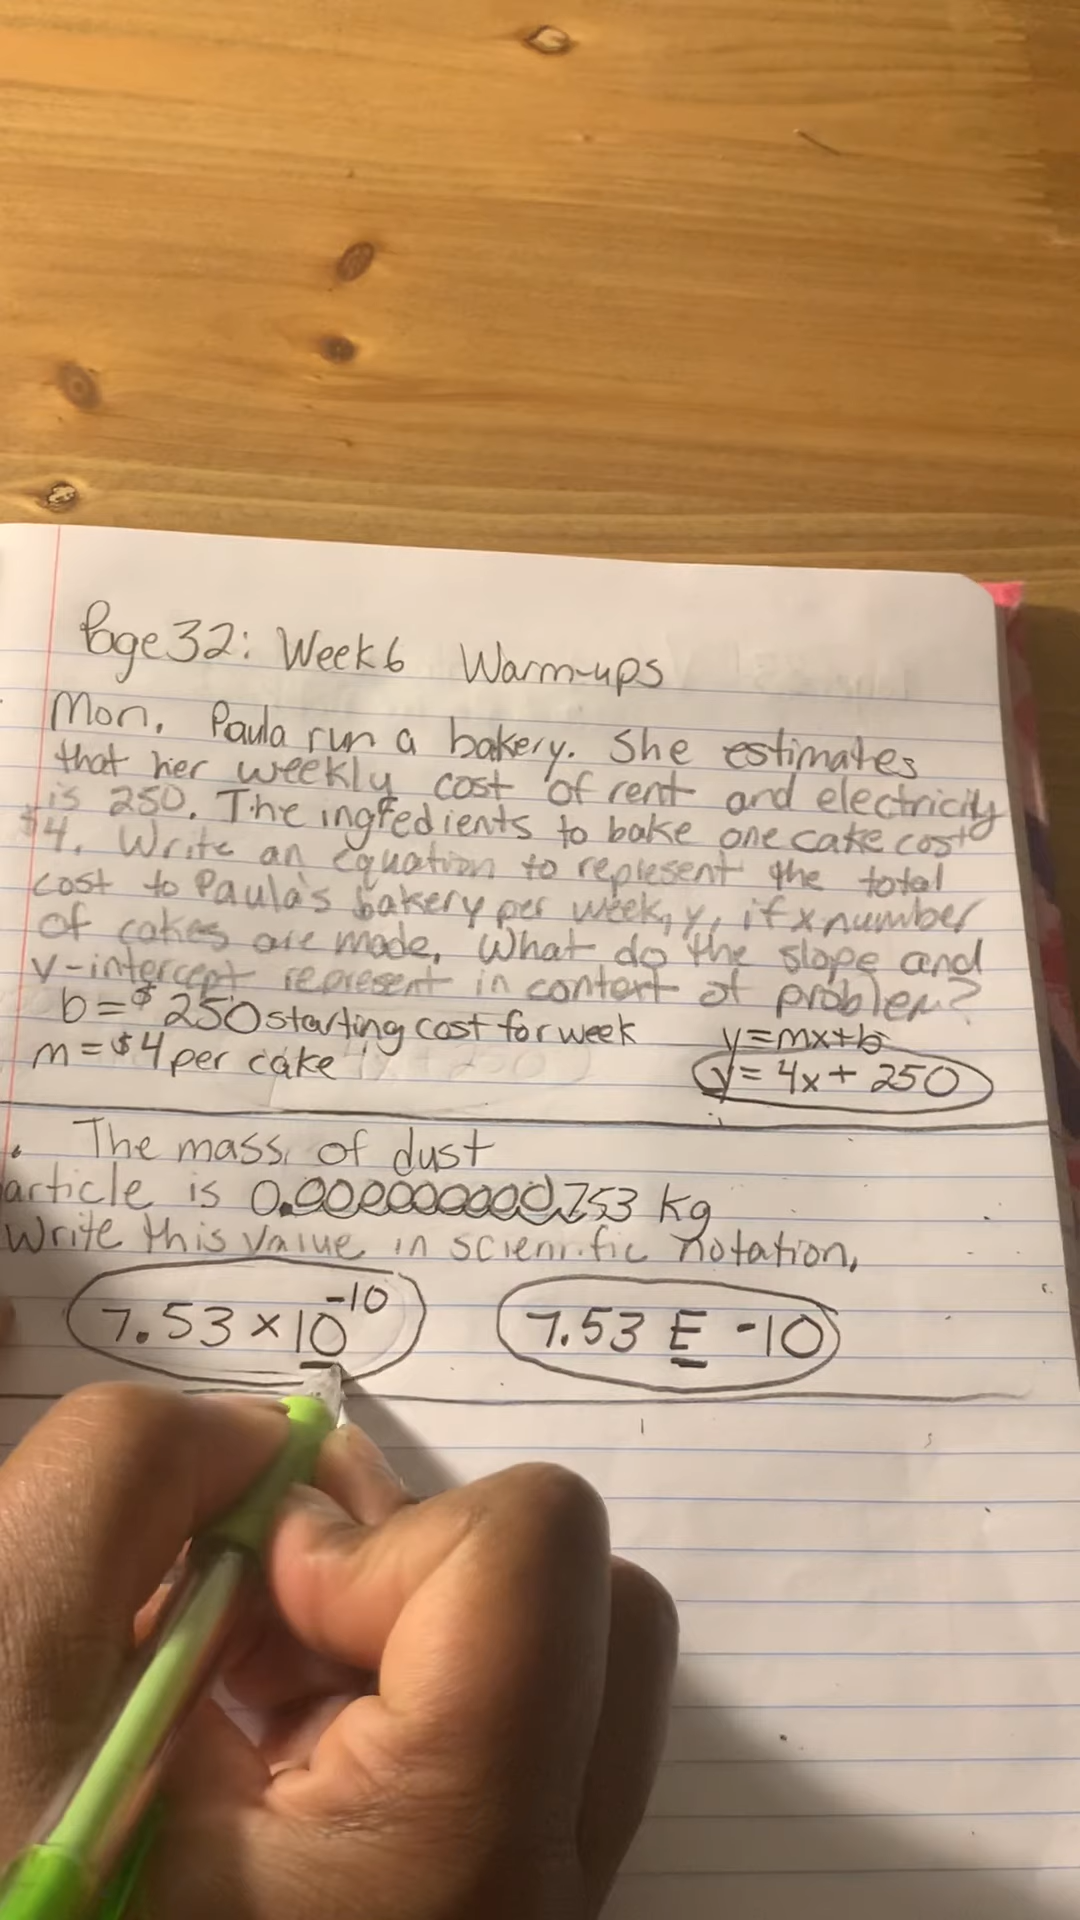 Page 32: Week 6 Warm-ups
Mon. Paula run a bakery. She estimates
that her weekly cost of rent and electricity
is 250. The ingredients to bake one cake cost
$4. Write an equation to represent the total
cost to Paula's bakery per week, y, if x number
of cakes are made. What do the slope and
y-intercept represent in context of problem?
b = $250 starting cost for week
y=mx+b
m = $4 per cake
y = 4x + 250
. The mass of dust
article is 753 kg
Write this value in scienrific notation.
7.53 × 10⁻¹⁰ 7.53 E -10